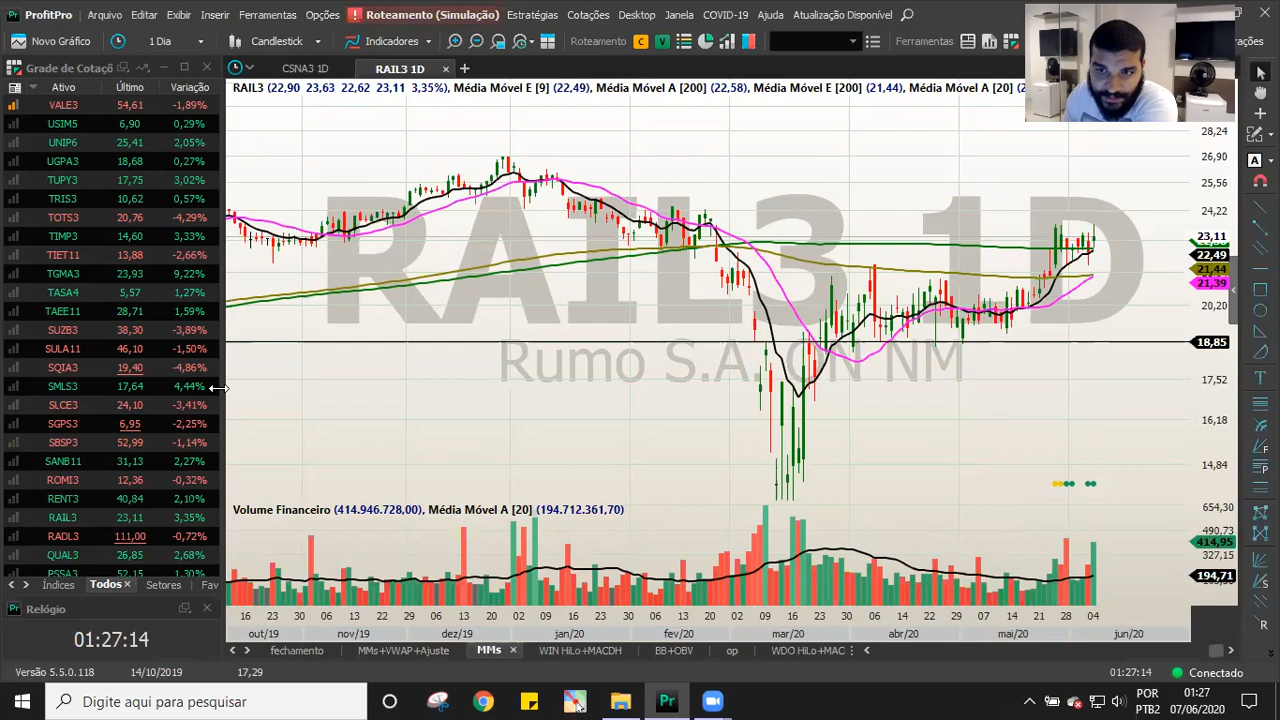 ProfitPro Arquivo Editar Exibir Inserir Ferramentas Opções Roteamento (Simulação) Estratégias Cotações Desktop Janela COVID-19 Ajuda Atualização Disponível
Novo Gráfico 1 Dia Candlestick Indicadores Roteamento C V Ferramentas
Grade de Cotaçõ CSNA3 1D RAIL3 1D
Ativo Último Variação
RAIL3 (22,90 23,63 22,62 23,11 3,35%), Média Móvel E [9] (22,49), Média Móvel A [200] (22,58), Média Móvel E [200] (21,44), Média Móvel A [20]
VALE3 54,61 -1,89%
USIM5 6,90 0,29%
UNIP6 25,41 2,05%
UGPA3 18,68 0,27%
TUPY3 17,75 3,02%
TRIS3 10,62 0,57%
TOTS3 20,76 -4,29%
TIMP3 14,60 3,33%
TIET11 13,88 -2,66%
TGMA3 23,93 9,22%
TASA4 5,57 1,27%
TAEE11 28,71 1,59%
SUZB3 38,30 -3,89%
SULA11 46,10 -1,50%
SQIA3 19,40 -4,86%
SMLS3 17,64 4,44%
SLCE3 24,10 -3,41%
SGPS3 6,95 -2,25%
SBSP3 52,99 -1,14%
SANB11 31,13 2,27%
ROMI3 12,36 -0,32%
RENT3 40,84 2,10%
RAIL3 23,11 3,35%
RADL3 111,00 -0,72%
QUAL3 26,85 2,68%
PSSA3 52,15 1,30%
Índices Todos Setores Fav
Relógio
01:27:14
RAIL3 1D
Rumo S.A. ON NM
28,24
26,90
25,56
24,22
23,11
22,49
21,44
21,39
20,20
18,85
17,52
16,18
14,84
Volume Financeiro (414.946.728,00), Média Móvel A [20] (194.712.361,70)
654,30
490,73
414,95
327,15
194,71
16 23 30 06 13 22 29 06 13 20 30 08 15 22 29 05 12 19 02 09 16 23 30 06 14 22 29 07 14 21 28 04
out/19 nov/19 dez/19 jan/20 fev/20 mar/20 abr/20 mai/20 jun/20
fechamento MMs+VWAP+Ajuste MMs WIN HiLo+MACDH BB+OBV op WDO HiLo+MAC
Versão 5.5.0.118 14/10/2019 17,29 01:27:14 Conectado
Digite aqui para pesquisar Pr POR 01:27
PTB2 07/06/2020